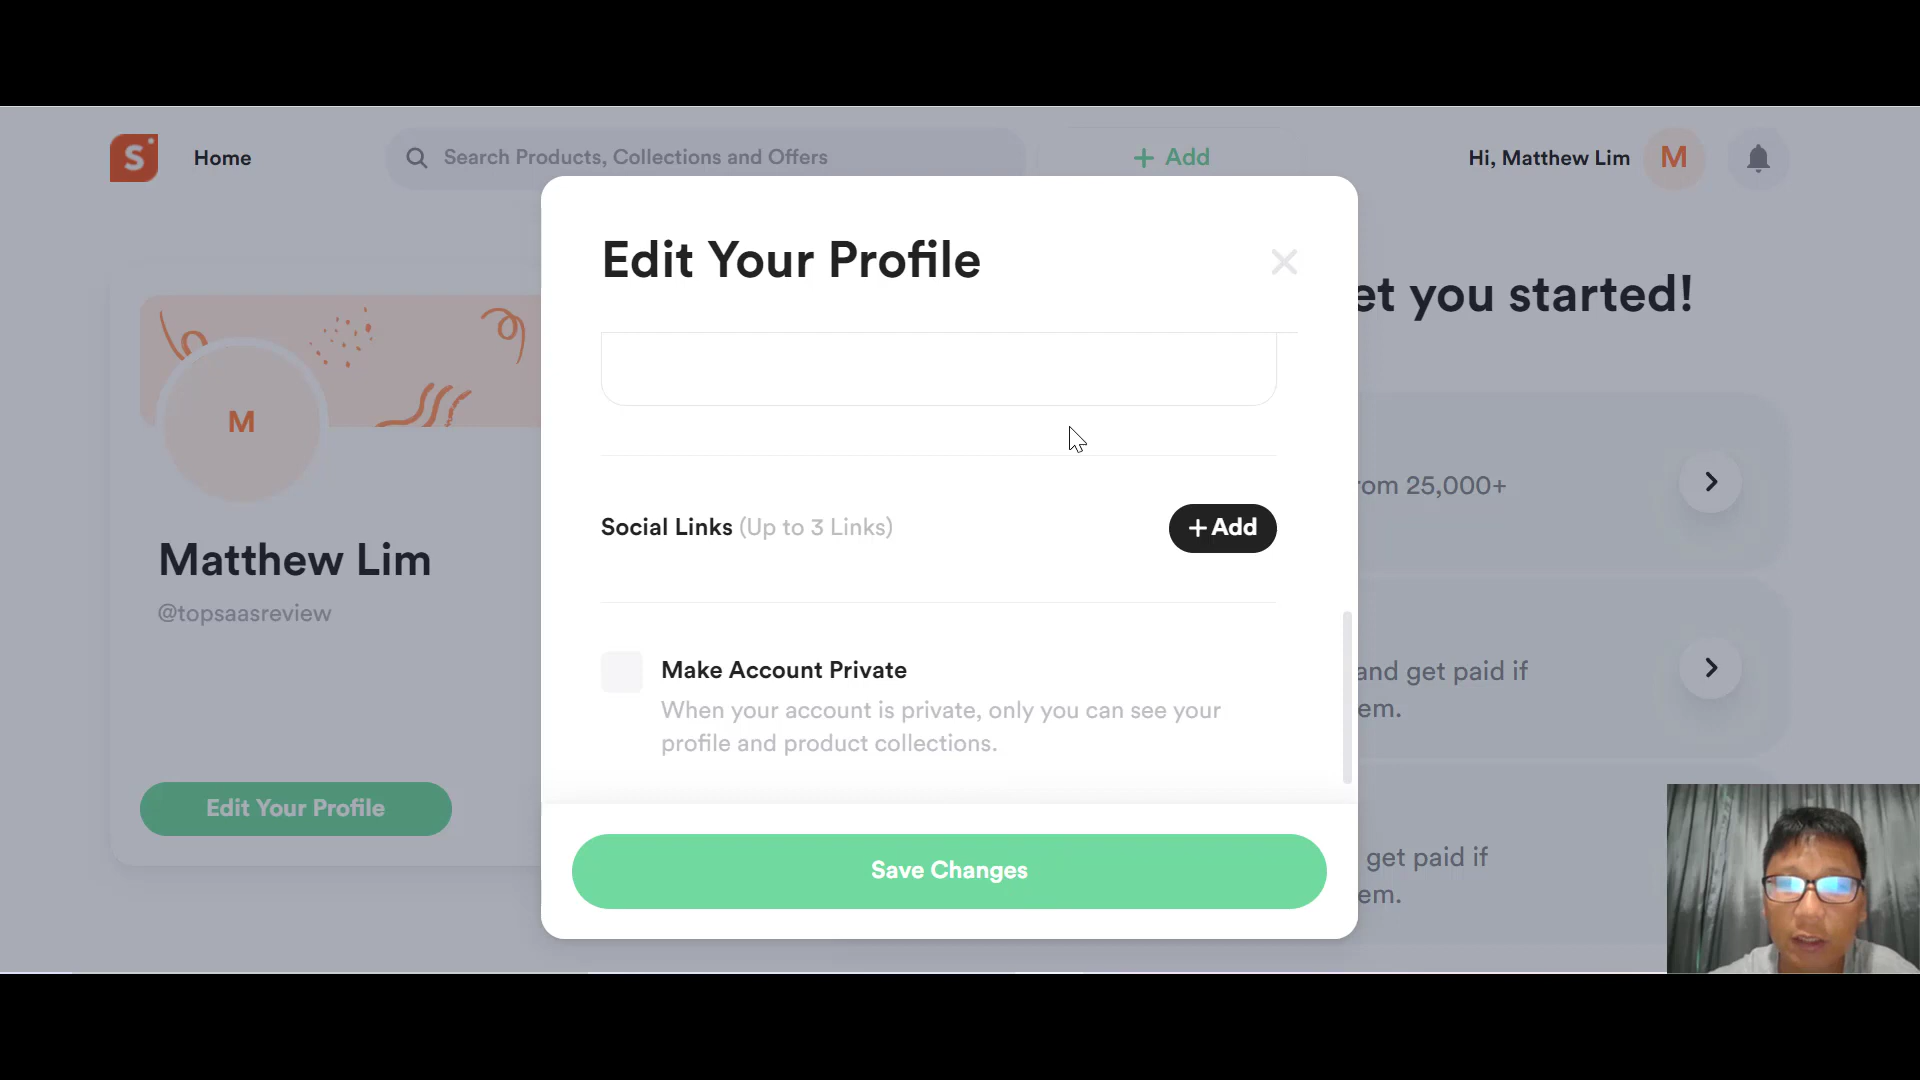 S
Home
Search Products, Collections and Offers
+ Add
Hi, Matthew Lim
M
Edit Your Profile
et you started!
M
Matthew Lim
@topsaasreview
Edit Your Profile
Social Links (Up to 3 Links)
+ Add
Make Account Private
When your account is private, only you can see your
profile and product collections.
Save Changes
rom 25,000+
and get paid if
em.
get paid if
em.